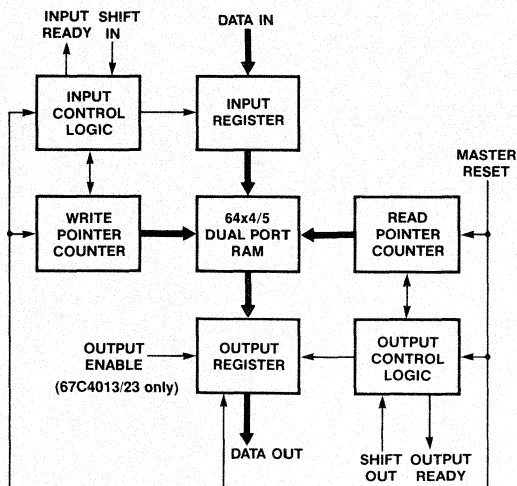 INPUT
READY
SHIFT
IN
DATA IN
INPUT
CONTROL
LOGIC
INPUT
REGISTER
MASTER
RESET
WRITE
POINTER
COUNTER
64x4/5
DUAL PORT
RAM
READ
POINTER
COUNTER
OUTPUT
ENABLE
(67C4013/23 only)
OUTPUT
REGISTER
OUTPUT
CONTROL
LOGIC
DATA OUT
SHIFT
OUT
OUTPUT
READY